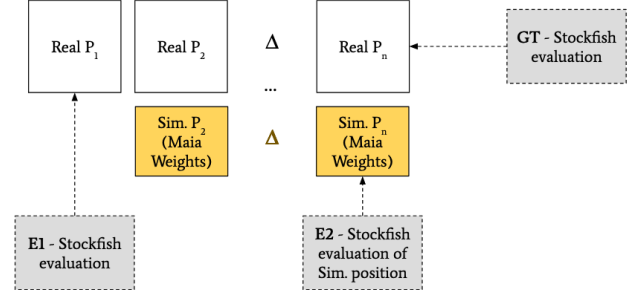 Real P1
Real P2
Δ
Real Pn
GT - Stockfish
evaluation
...
Sim. P2
(Maia
Weights)
Δ
Sim. Pn
(Maia
Weights)
E1 - Stockfish
evaluation
E2 - Stockfish
evaluation of
Sim. position